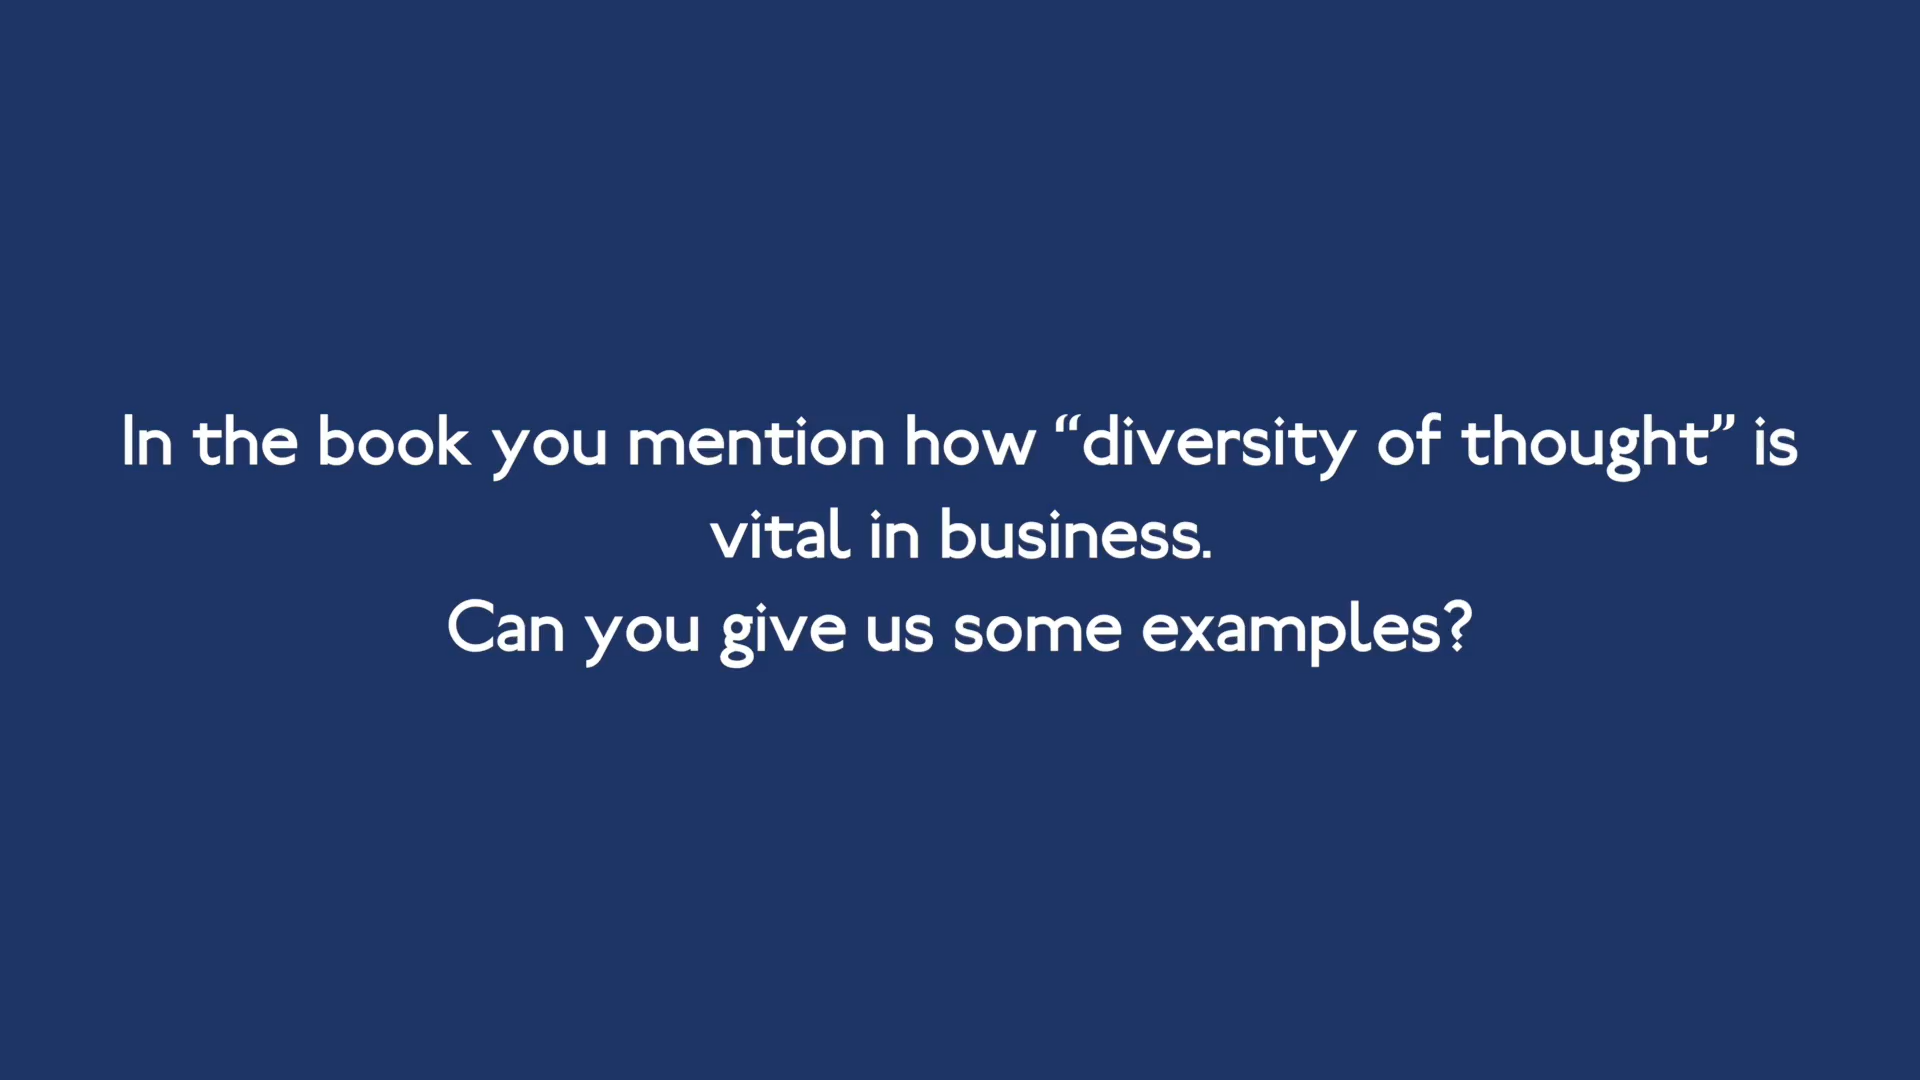 In the book you mention how “diversity of thought” is
vital in business.
Can you give us some examples?